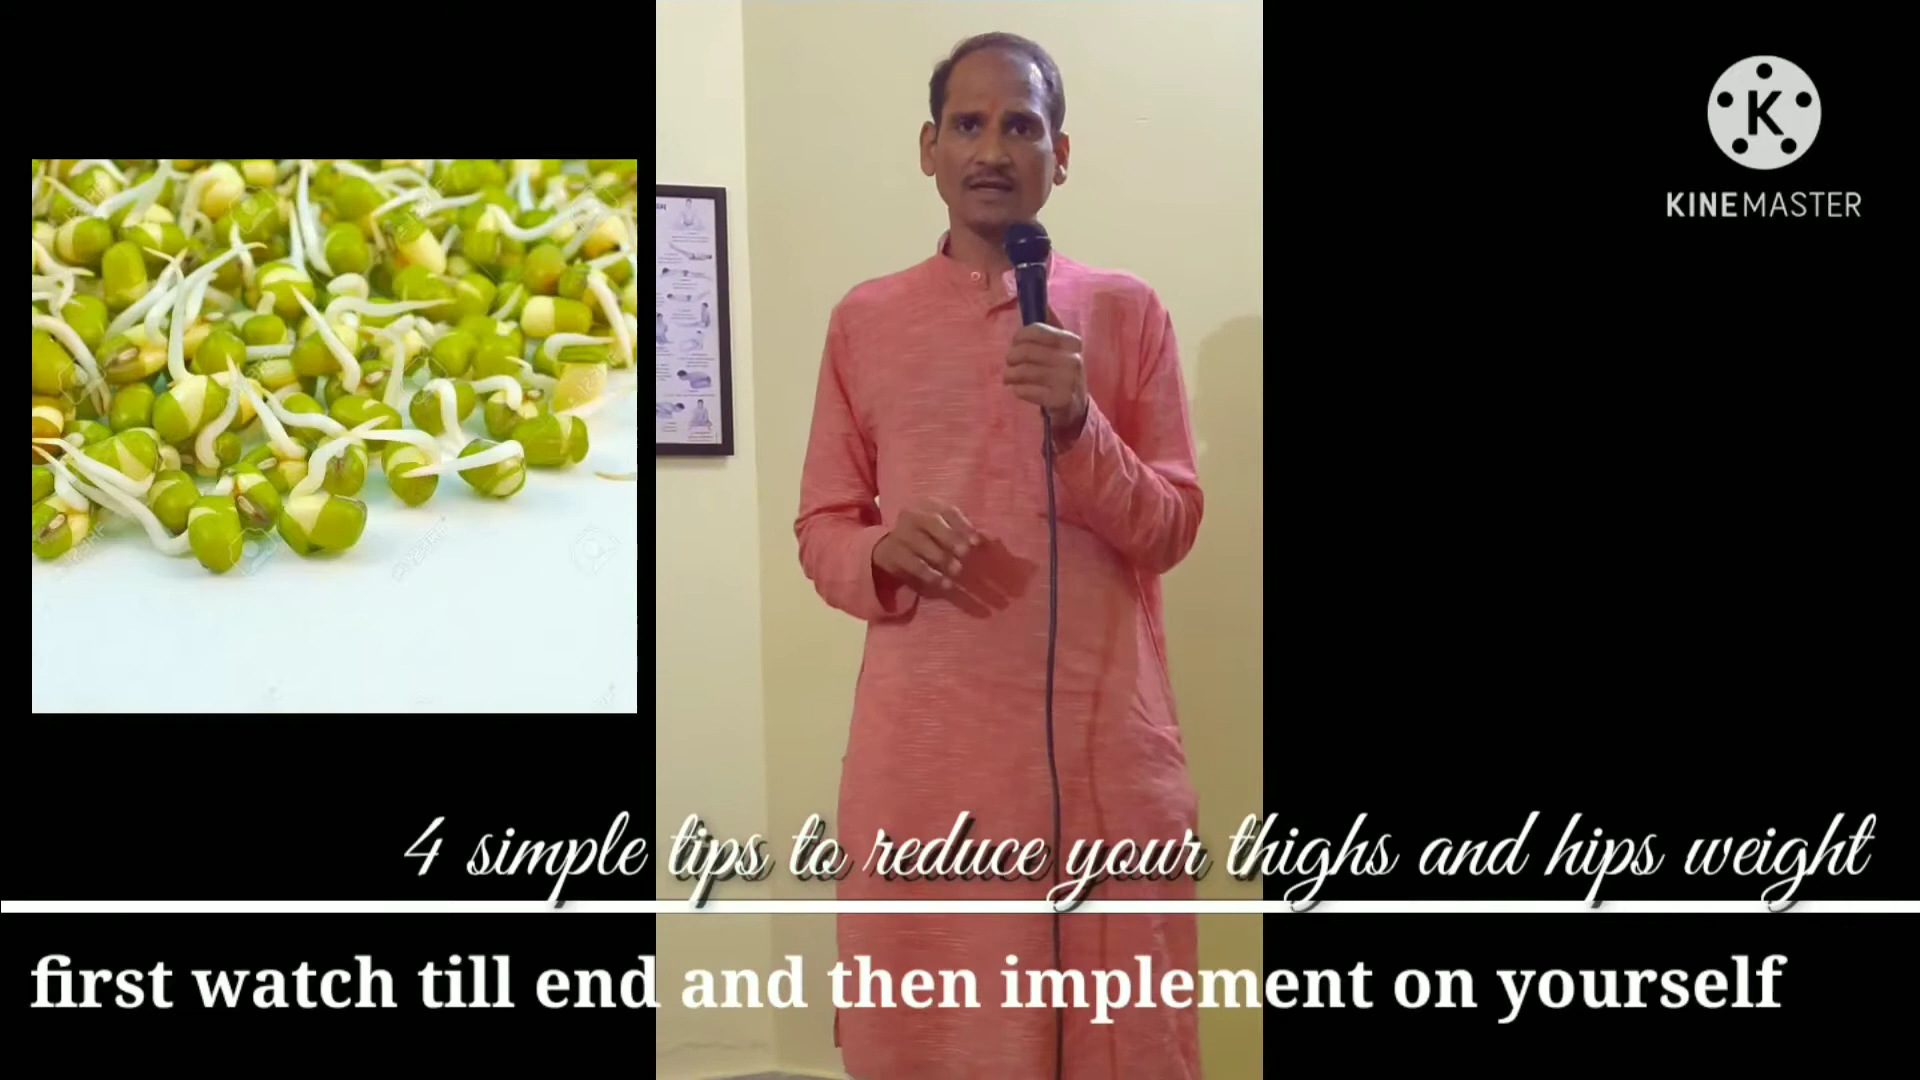 K
KINEMASTER
4 simple tips to reduce your thighs and hips weight
first watch till end and then implement on yourself